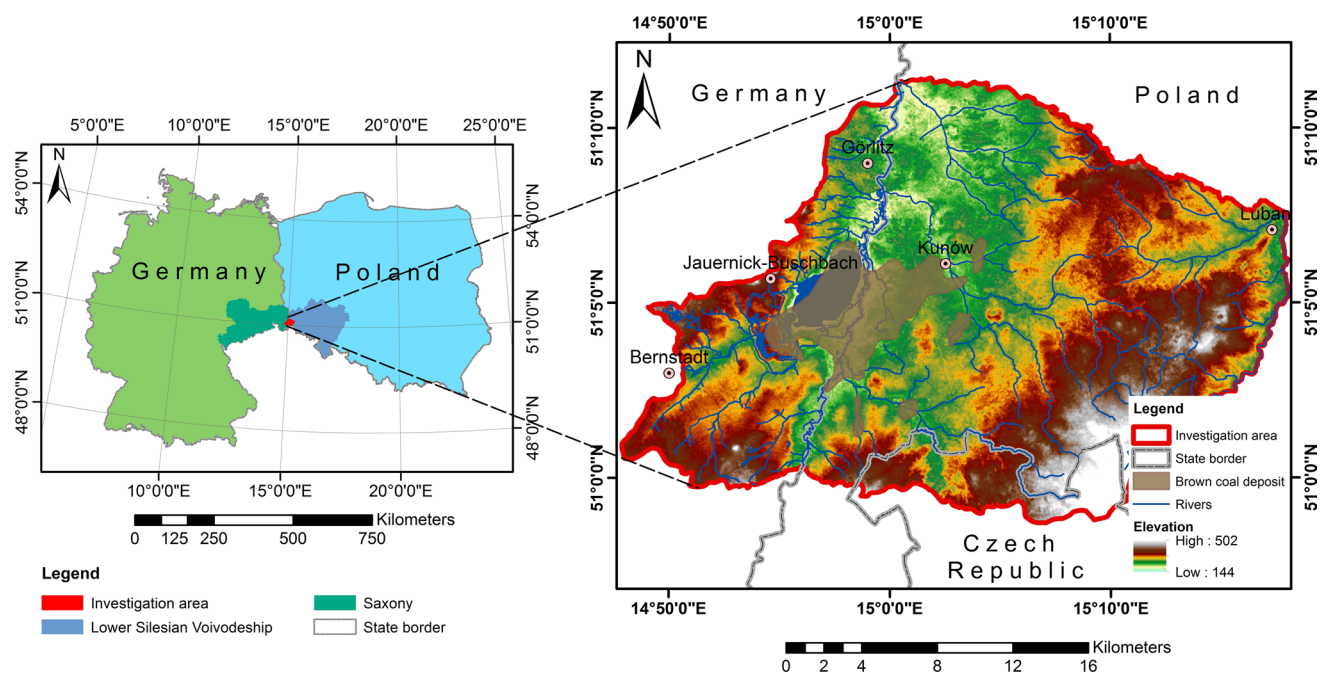 5°0'0"E 10°0'0"E 15°0'0"E 20°0'0"E 25°0'0"E
N
54°0'0"N
54°0'0"N
Germany
Poland
51°0'0"N
51°0'0"N
48°0'0"N
48°0'0"N
10°0'0"E 15°0'0"E 20°0'0"E
Kilometers
0 125 250 500 750
Legend
Investigation area
Saxony
Lower Silesian Voivodeship
State border
14°50'0"E 15°0'0"E 15°10'0"E
N
Germany
Poland
51°10'0"N
51°10'0"N
Görlitz
Luban
Kunów
Jauernick-Buschbach
51°50'0"N
51°50'0"N
Bernstadt
51°0'0"N
51°0'0"N
Czech
Republic
Legend
Investigation area
State border
Brown coal deposit
Rivers
Elevation
High : 502
Low : 144
14°50'0"E 15°0'0"E 15°10'0"E
Kilometers
0 2 4 8 12 16